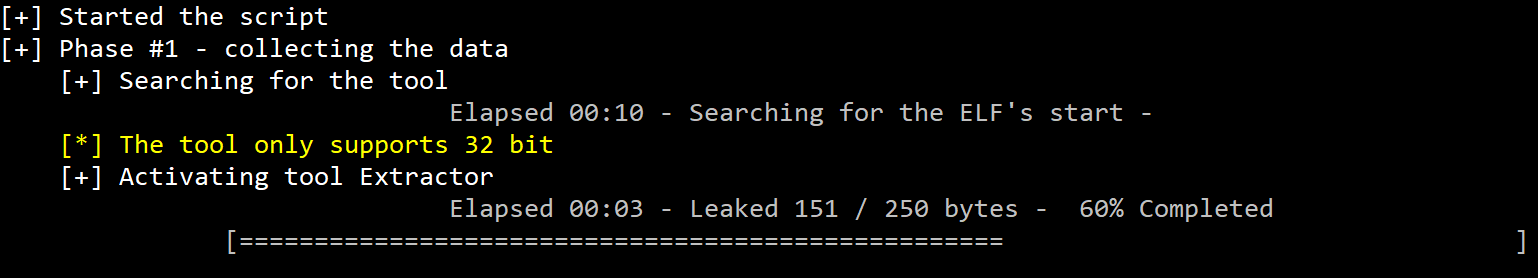 [+] Started the script
[+] Phase #1 - collecting the data
[+] Searching for the tool
Elapsed 00:10 - Searching for the ELF's start -
[*] The tool only supports 32 bit
[+] Activating tool Extractor
Elapsed 00:03 - Leaked 151 / 250 bytes -  60% Completed
[===================================================                                  ]